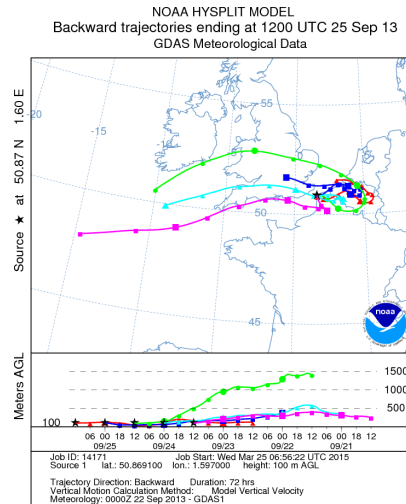 NOAA HYSPLIT MODEL
Backward trajectories ending at 1200 UTC 25 Sep 13
GDAS Meteorological Data
Source ★ at 50.87 N 1.60 E
-20
-15
55
50
45
noaa
Meters AGL
1500
1000
500
100
06 00 18 12 06 00 18 12 06 00 18 12 06 00 18 12 06 00 18 12
09/25 09/24 09/23 09/22 09/21
Job ID: 14171 Job Start: Wed Mar 25 06:56:22 UTC 2015
Source 1 lat.: 50.869100 lon.: 1.597000 height: 100 m AGL
Trajectory Direction: Backward Duration: 72 hrs
Vertical Motion Calculation Method: Model Vertical Velocity
Meteorology: 0000Z 22 Sep 2013 - GDAS1